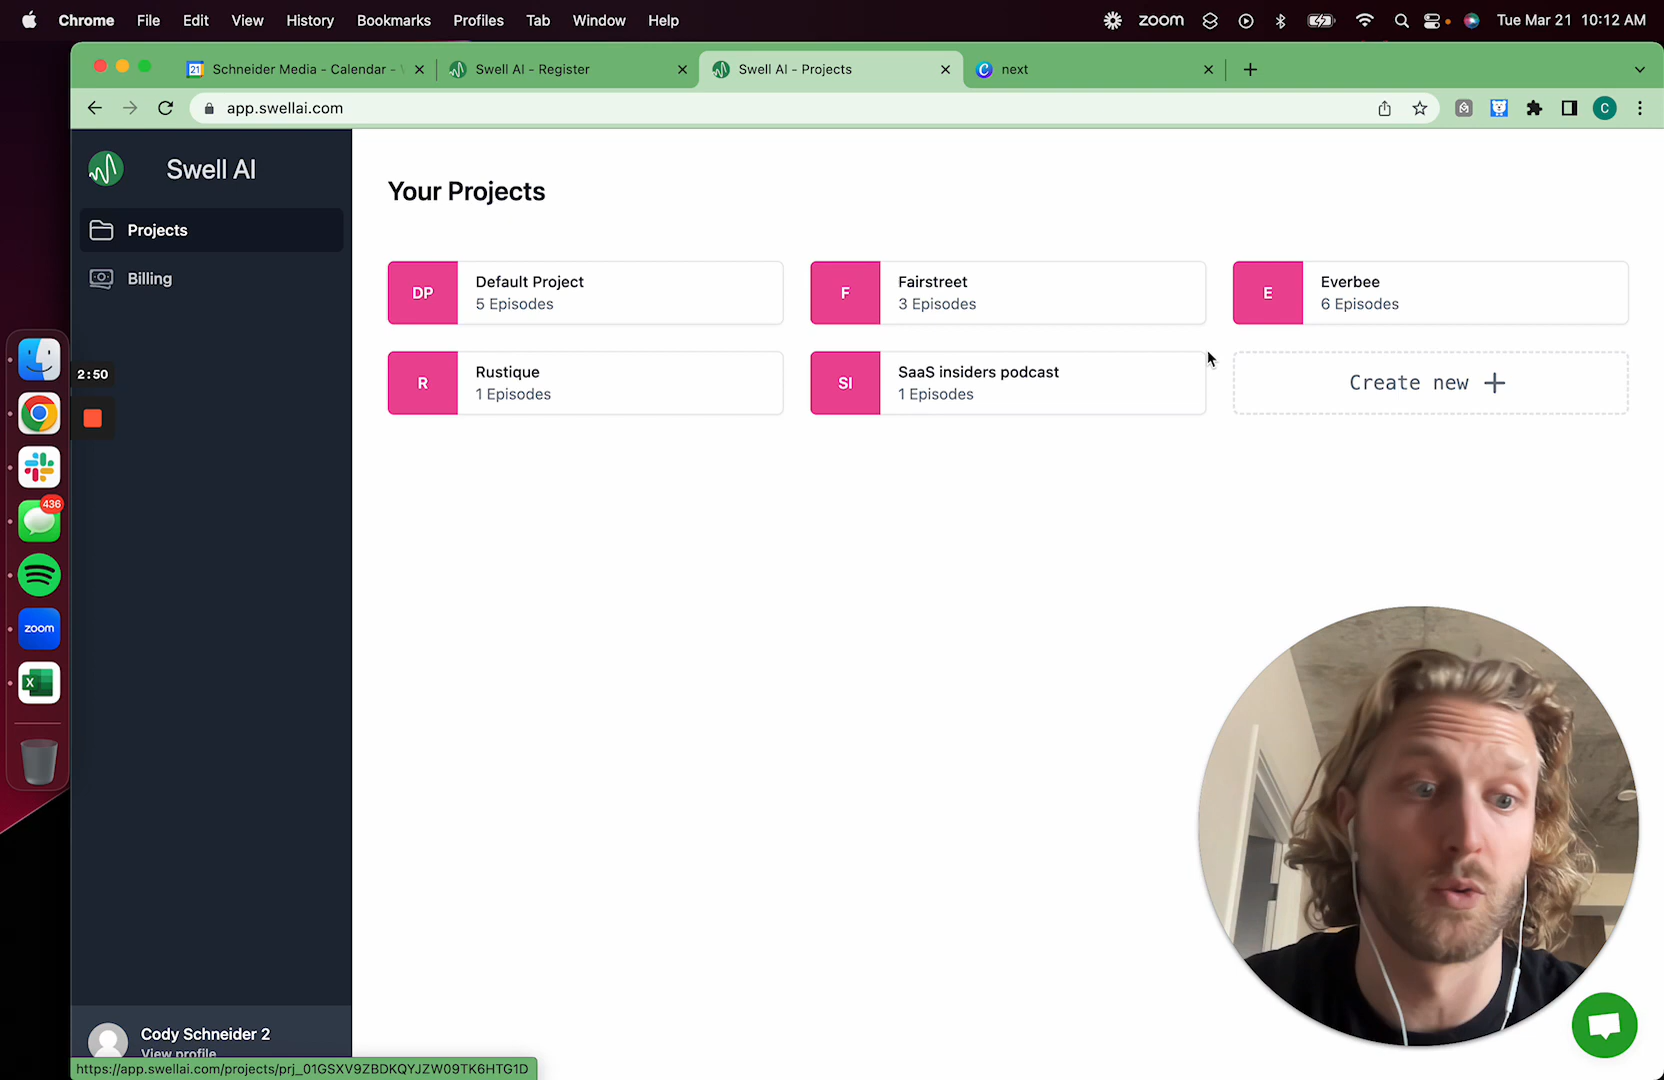 Chrome File Edit View History Bookmarks Profiles Tab Window Help zoom Tue Mar 21 10:12 AM
21 Schneider Media - Calendar - Swell AI - Register Swell AI - Projects next
app.swellai.com C
Swell AI
Projects
Billing
Your Projects
DP
Default Project
5 Episodes
F
Fairstreet
3 Episodes
E
Everbee
6 Episodes
R
Rustique
1 Episodes
SI
SaaS insiders podcast
1 Episodes
Create new +
2:50
436
zoom
X
Cody Schneider 2
View profile
https://app.swellai.com/projects/prj_01GSXV9ZBDKQYJZW09TK6HTG1D